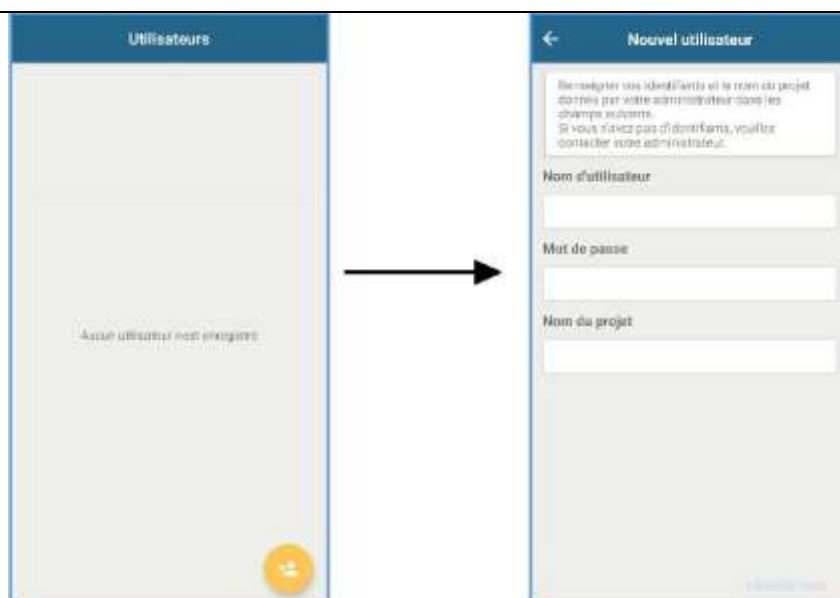 Utilisateurs
Aucun utilisateur n'est enregistré
Nouvel utilisateur
Renseigner vos identifiants et le nom du projet
donnés par votre administrateur dans les
champs suivants.
Si vous n'avez pas d'identifiants, veuillez
contacter votre administrateur.
Nom d'utilisateur
Mot de passe
Nom du projet